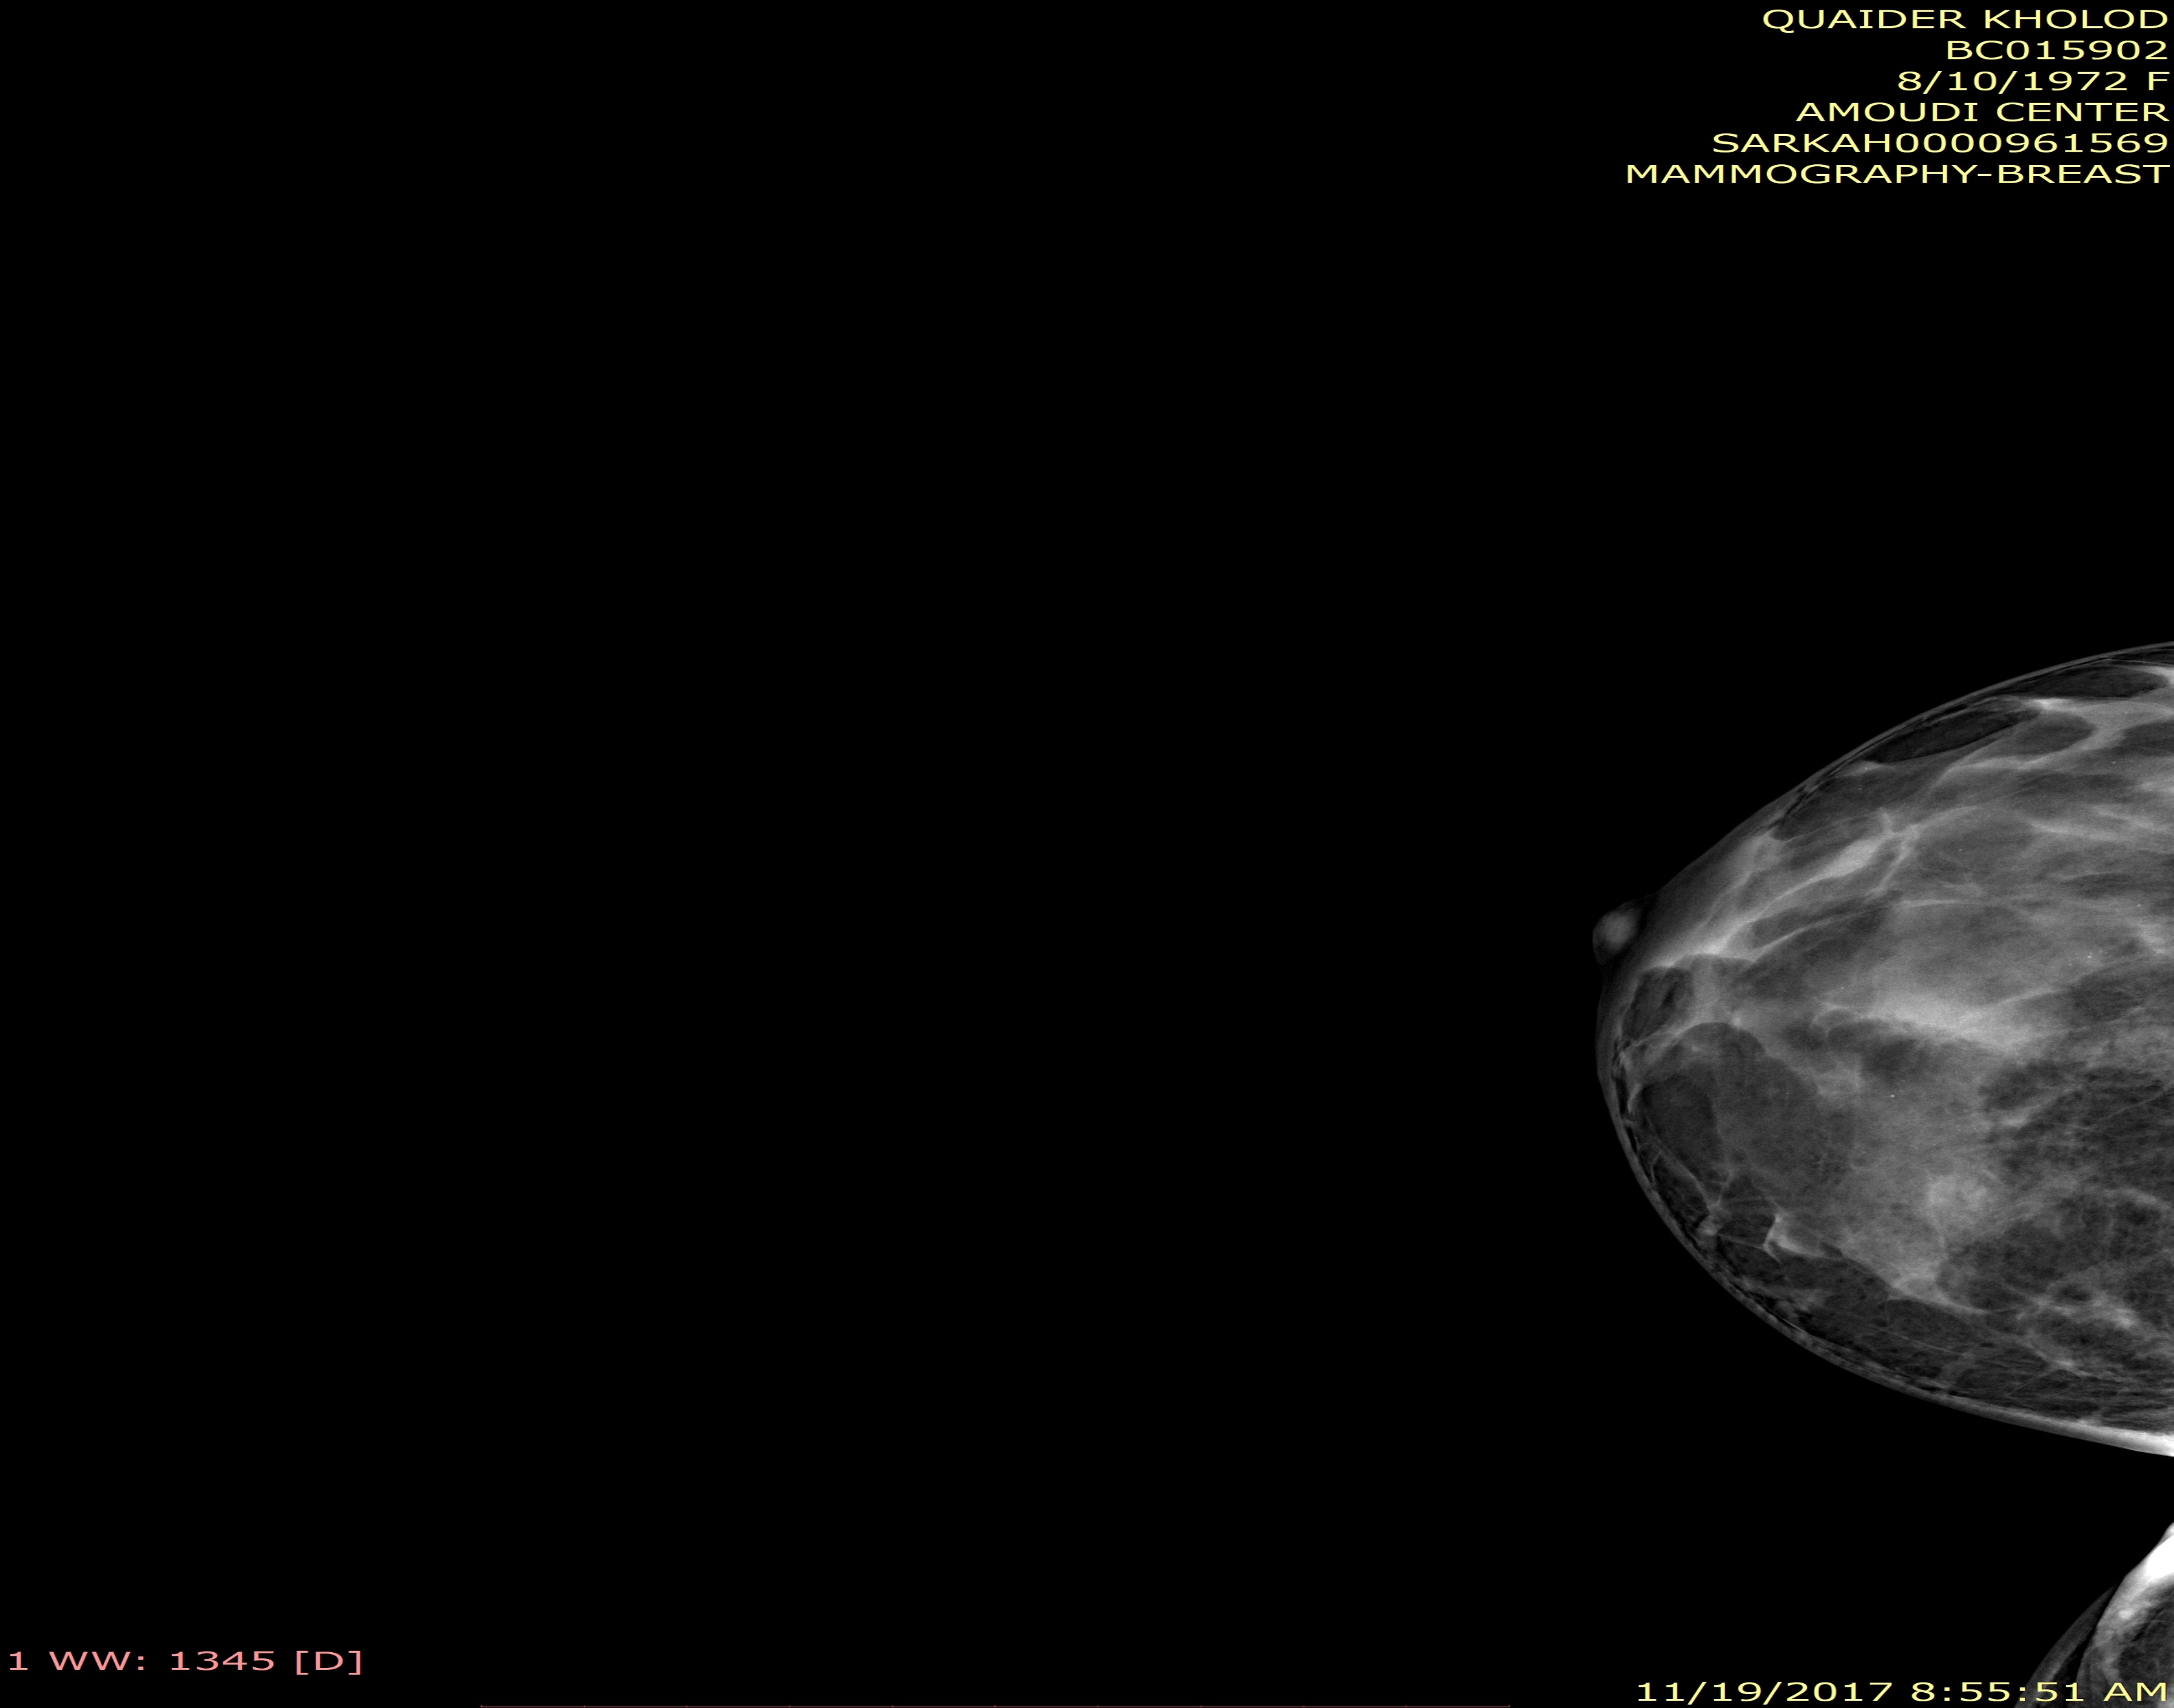 QUAIDER KHOLOD
BC015902
8/10/1972 F
AMOUDI CENTER
SARKAH0000961569
MAMMOGRAPHY-BREAST
1 WW: 1345 [D]
11/19/2017 8:55:51 AM